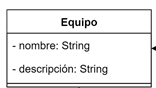 Equipo
- nombre: String
- descripción: String